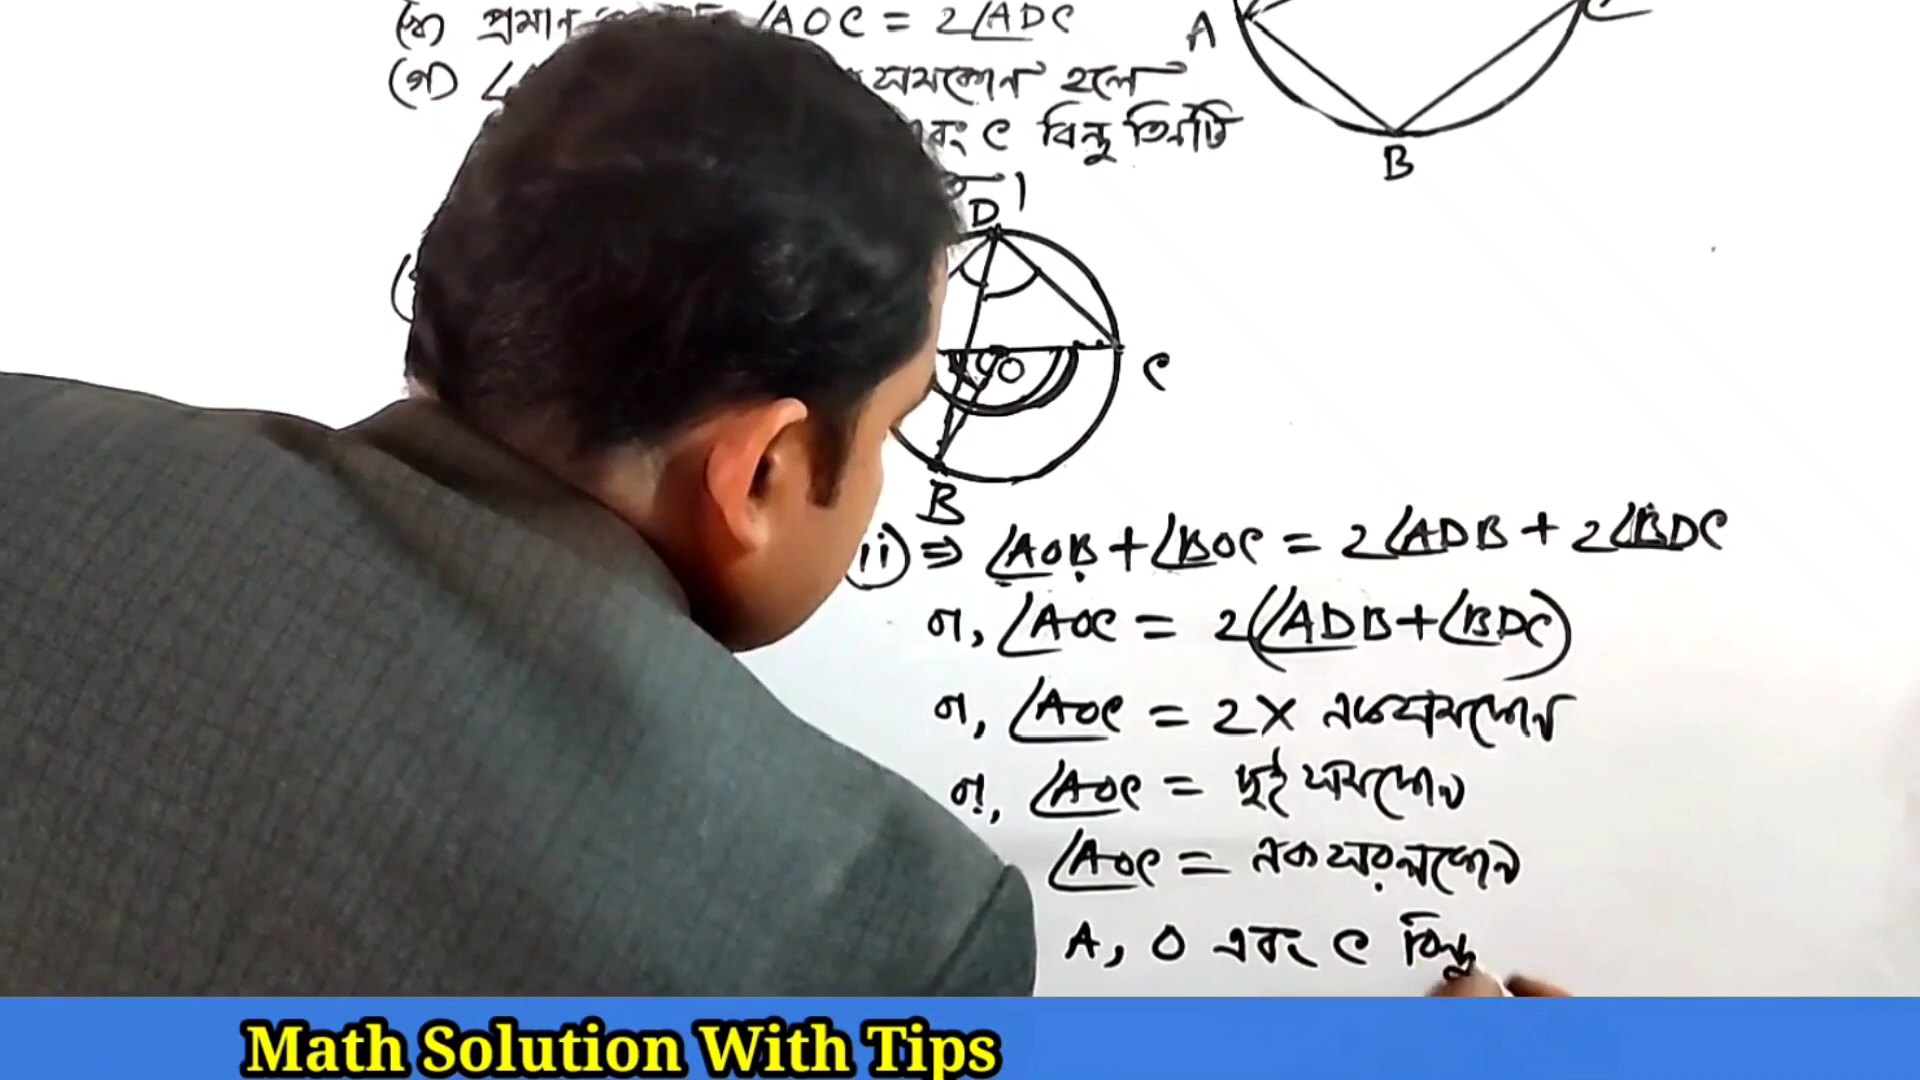 (খ) প্রমাণ ∠AOC = 2∠ADC
(গ) ∠ সমকোণ হলে
এবং C বিন্দু তিনটি
A
B
D
O
C
B
ii) ⇒ ∠AOB + ∠BOC = 2∠ADB + 2∠BDC
বা, ∠AOC = 2(∠ADB + ∠BDC)
বা, ∠AOC = 2 × এক সমকোণ
বা, ∠AOC = দুই সমকোণ
∠AOC = এক সরলকোণ
A, O এবং C বিন্দু
Math Solution With Tips